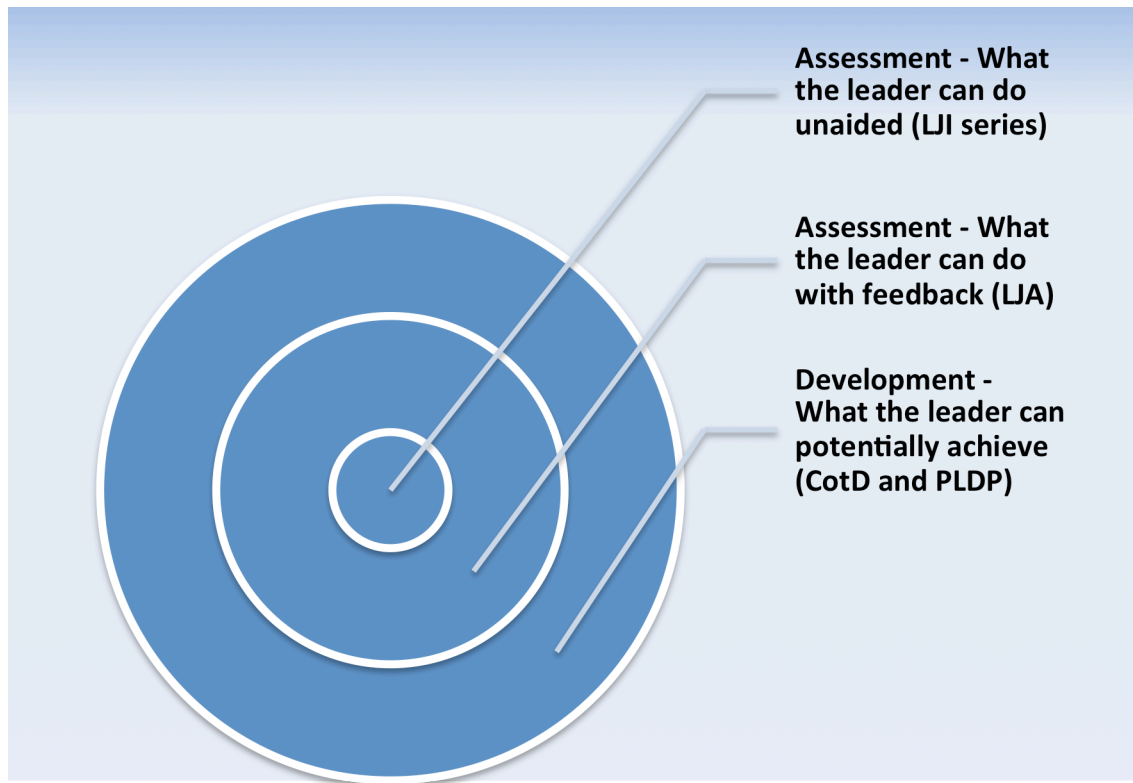 Assessment - What
the leader can do
unaided (LJI series)
Assessment - What
the leader can do
with feedback (LJA)
Development -
What the leader can
potentially achieve
(CotD and PLDP)